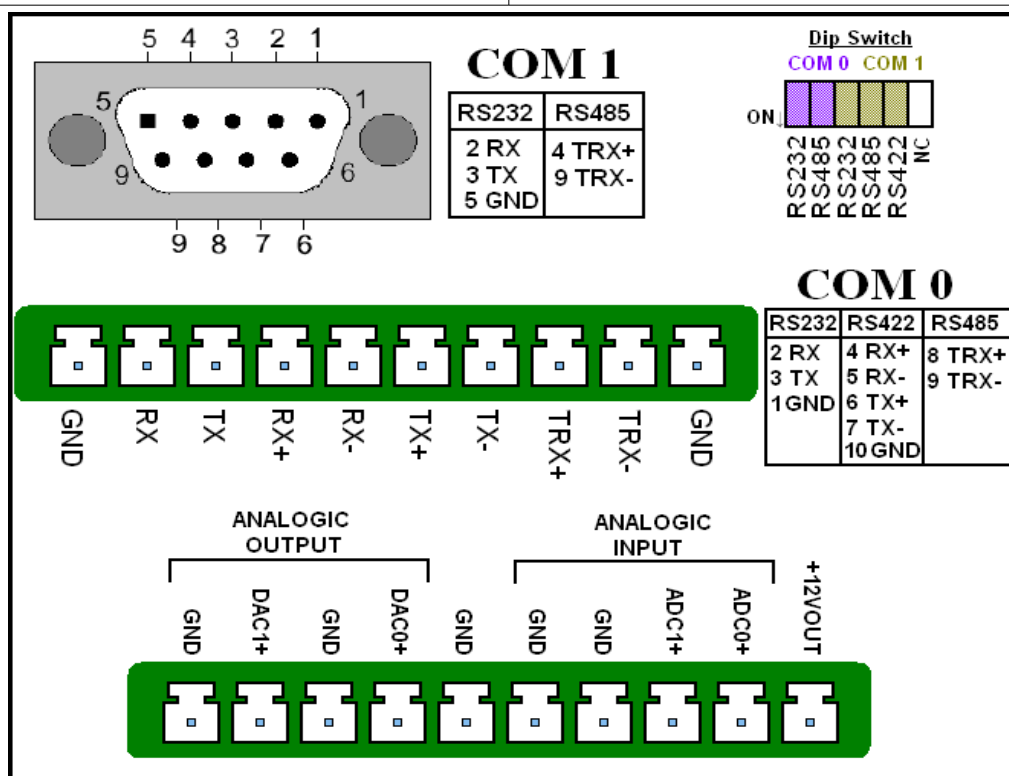 5 4 3 2 1
5 1
9 6
9 8 7 6
COM 1
RS232 RS485
2 RX 4 TRX+
3 TX 9 TRX-
5 GND
Dip Switch
COM 0 COM 1
ON↓
RS232 RS485 RS232 RS485 RS422 NC
COM 0
RS232 RS422 RS485
2 RX 4 RX+ 8 TRX+
3 TX 5 RX- 9 TRX-
1GND 6 TX+
7 TX-
10GND
GND RX TX RX+ RX- TX+ TX- TRX+ TRX- GND
ANALOGIC
OUTPUT
ANALOGIC
INPUT
GND DAC1+ GND DAC0+ GND GND GND ADC1+ ADC0+ +12VOUT